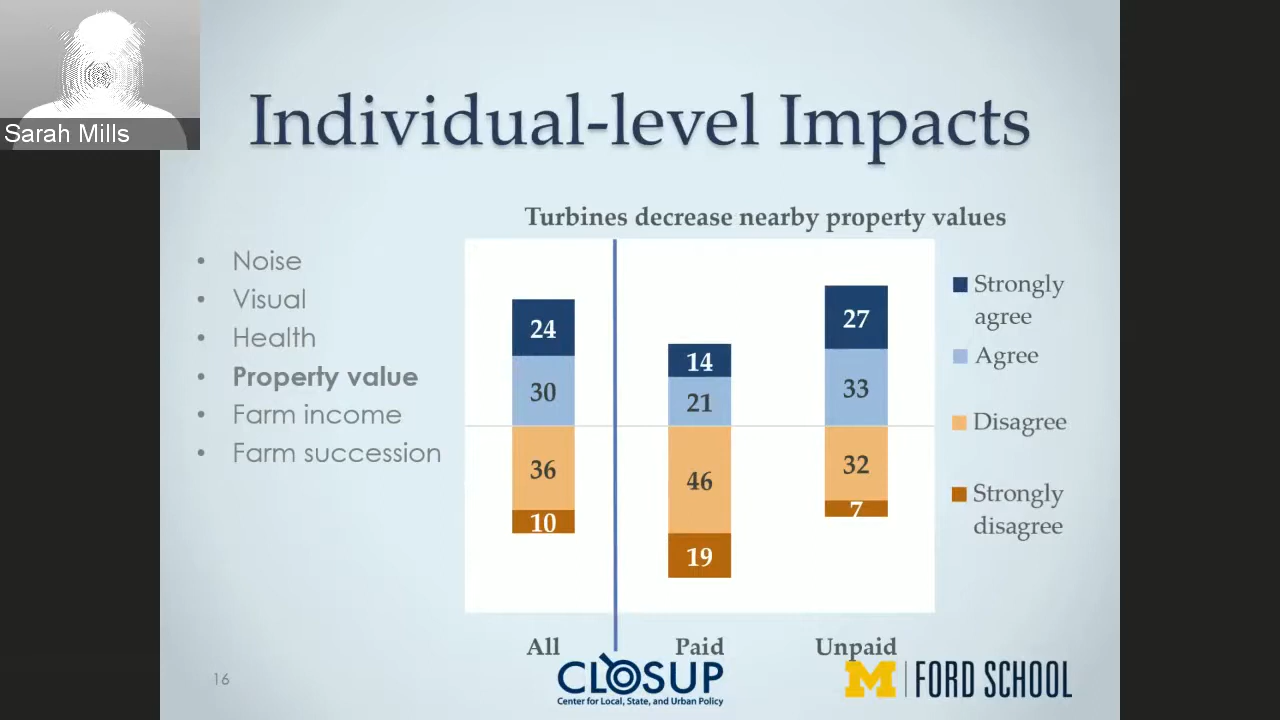 Sarah Mills
Individual-level Impacts
Turbines decrease nearby property values
• Noise
• Visual
• Health
• Property value
• Farm income
• Farm succession
24
30
36
10
14
21
46
19
27
33
32
7
Strongly
agree
Agree
Disagree
Strongly
disagree
All
Paid
Unpaid
16
CLOSUP
Center for Local, State, and Urban Policy
M FORD SCHOOL